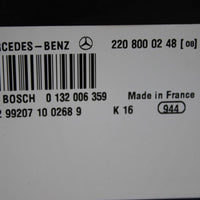 RCEDES-BENZ 220 800 02 48 [08]
BOSCH 0 132 006 359
Made in France
2 99207 10 0268 9 K 16 944